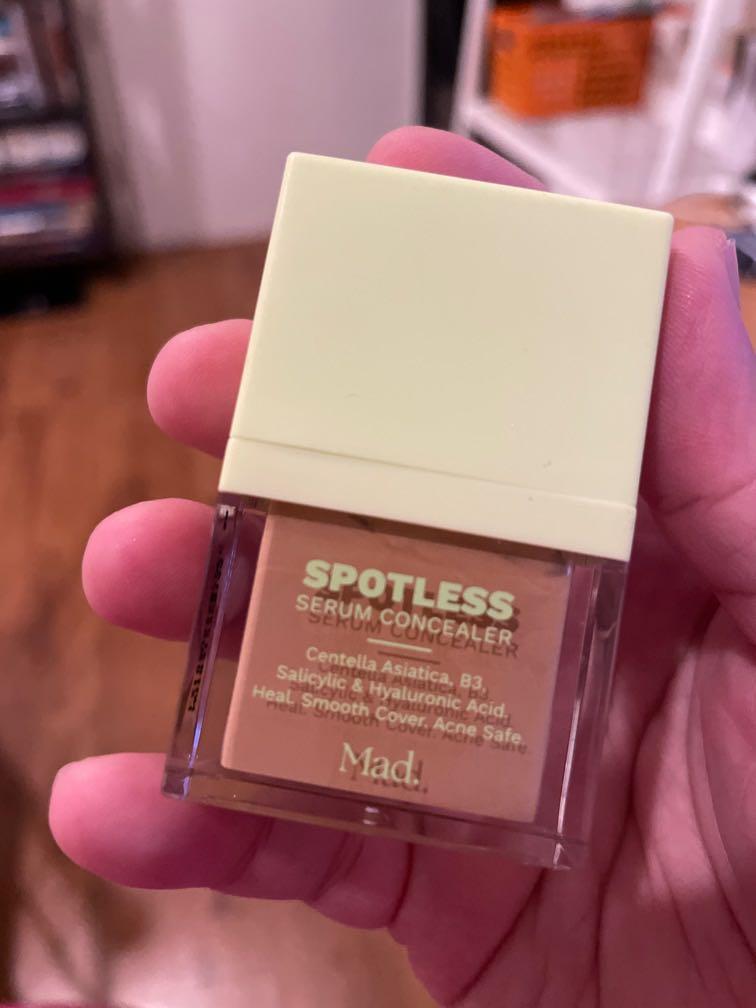 SPOTLESS
SERUM CONCEALER
Centella Asiatica, B3,
Salicylic & Hyaluronic Acid.
Heal. Smooth Cover. Acne Safe
Mad.